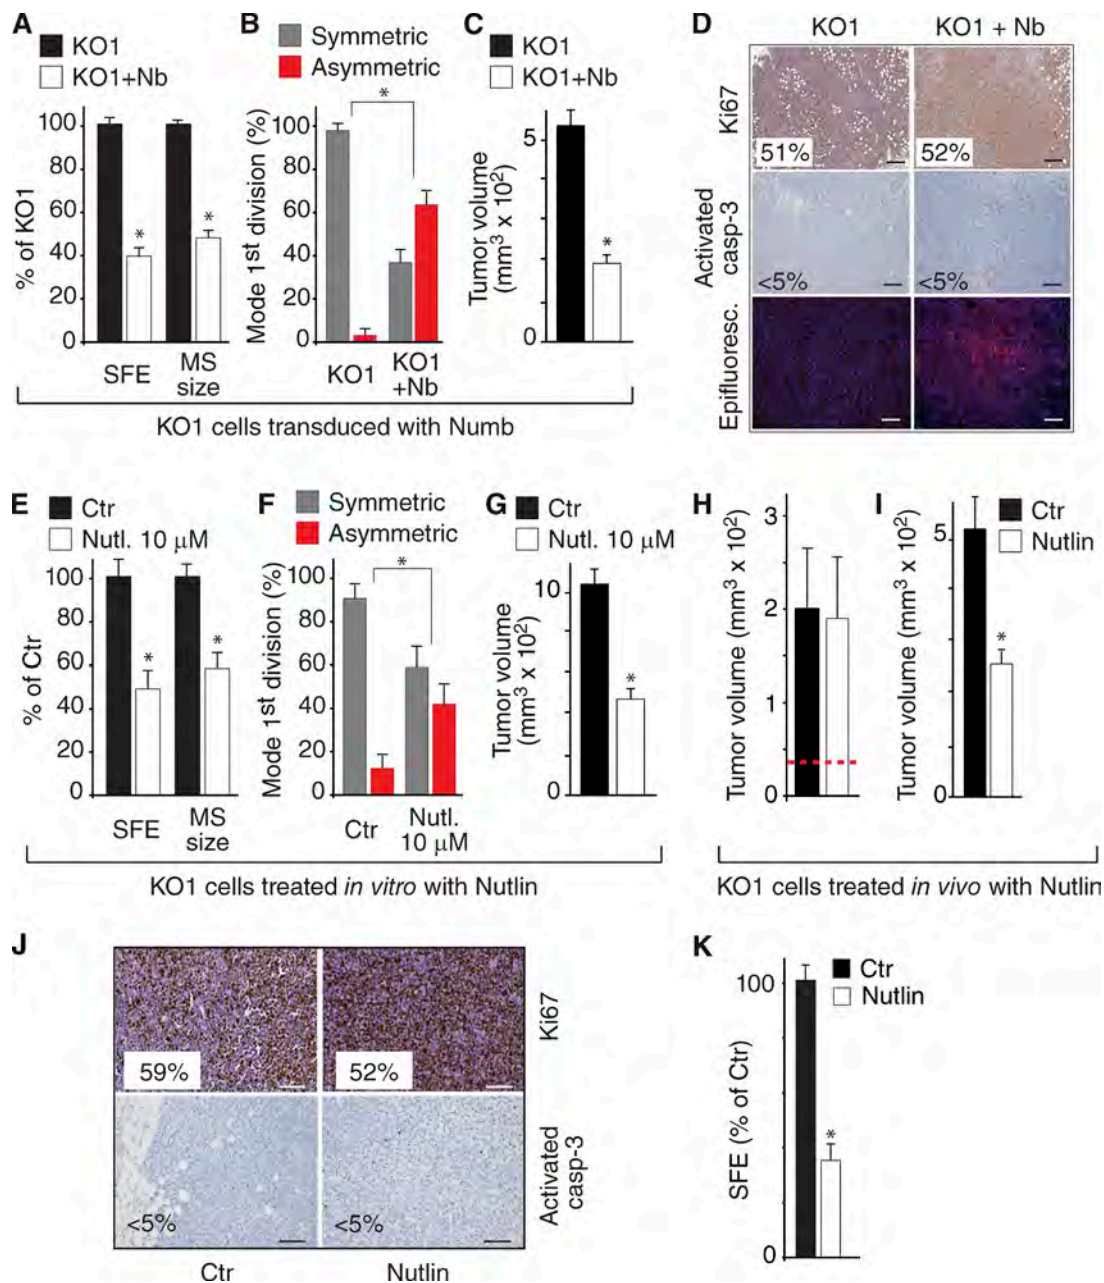 A
KO1
KO1+Nb
% of KO1
100
80
60
40
20
0
*
*
SFE
MS
size
B
Symmetric
Asymmetric
Mode 1st division (%)
100
80
60
40
20
0
*
KO1
KO1
+Nb
C
KO1
KO1+Nb
Tumor volume
(mm³ x 10²)
5
0
*
KO1 cells transduced with Numb
D
KO1
KO1 + Nb
Ki67
51%
52%
Activated
casp-3
<5%
<5%
Epifluoresc.
E
Ctr
Nutl. 10 µM
% of Ctr
100
80
60
40
20
0
*
*
SFE
MS
size
F
Symmetric
Asymmetric
Mode 1st division (%)
100
80
60
40
20
0
*
Ctr
Nutl.
10 µM
G
Ctr
Nutl. 10 µM
Tumor volume
(mm³ x 10²)
10
0
*
KO1 cells treated in vitro with Nutlin
H
Tumor volume (mm³ x 10²)
3
2
1
0
I
Ctr
Nutlin
Tumor volume (mm³ x 10²)
5
0
*
KO1 cells treated in vivo with Nutlin
J
Ki67
59%
52%
Activated
casp-3
<5%
<5%
Ctr
Nutlin
K
Ctr
Nutlin
SFE (% of Ctr)
100
0
*